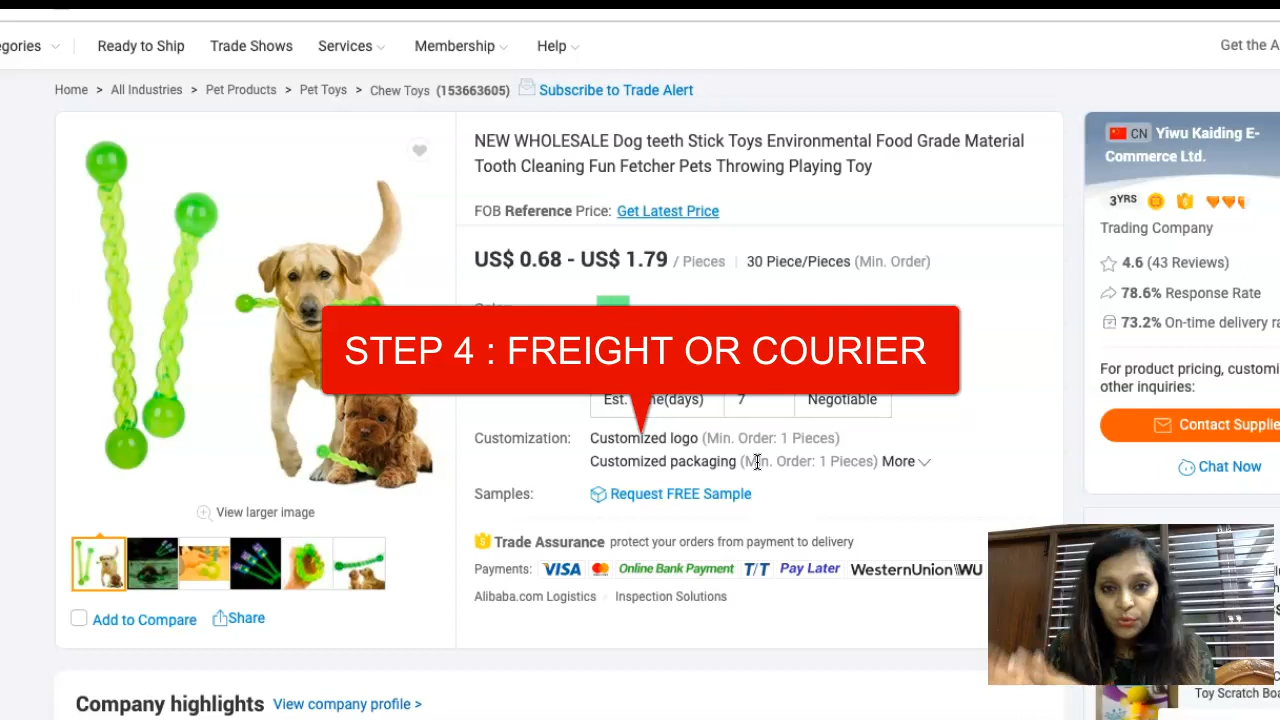 egories
Ready to Ship
Trade Shows
Services
Membership
Help
Get the A
Home > All Industries > Pet Products > Pet Toys > Chew Toys (153663605)
Subscribe to Trade Alert
NEW WHOLESALE Dog teeth Stick Toys Environmental Food Grade Material
Tooth Cleaning Fun Fetcher Pets Throwing Playing Toy
FOB Reference Price: Get Latest Price
US$ 0.68 - US$ 1.79 / Pieces | 30 Piece/Pieces (Min. Order)
STEP 4 : FREIGHT OR COURIER
7
Negotiable
Customization:
Customized logo (Min. Order: 1 Pieces)
Customized packaging (Min. Order: 1 Pieces) More
Samples:
Request FREE Sample
Trade Assurance protect your orders from payment to delivery
Payments:
VISA
Online Bank Payment
T/T
Pay Later
WesternUnion WU
Alibaba.com Logistics
Inspection Solutions
View larger image
Add to Compare
Share
CN Yiwu Kaiding E-
Commerce Ltd.
3YRS
Trading Company
4.6 (43 Reviews)
78.6% Response Rate
73.2% On-time delivery ra
For product pricing, customi
other inquiries:
Contact Supplie
Chat Now
Toy Scratch Boa
Company highlights
View company profile >